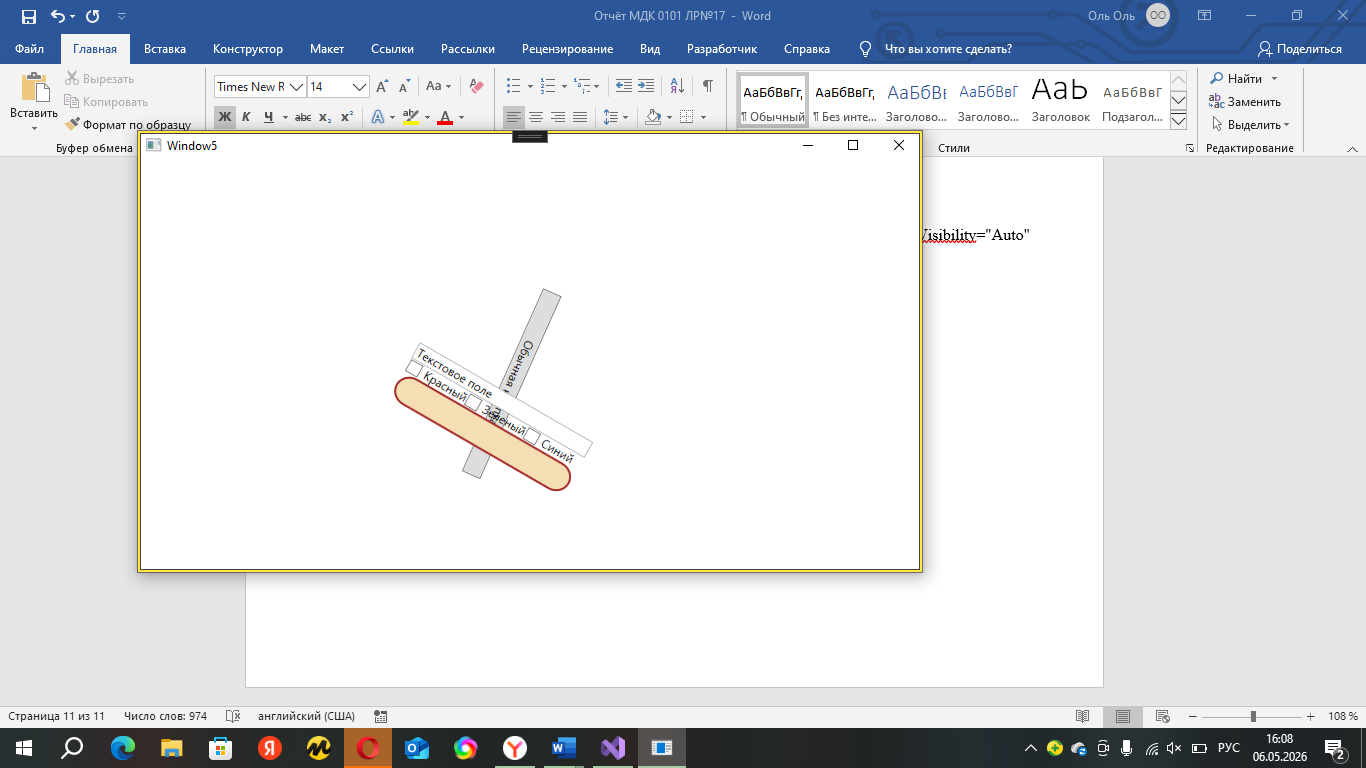 Отчёт МДК 0101 ЛР№17 - Word
Оль Оль
ОО
Файл
Главная
Вставка
Конструктор
Макет
Ссылки
Рассылки
Рецензирование
Вид
Разработчик
Справка
Что вы хотите сделать?
Поделиться
Вставить
Вырезать
Копировать
Формат по образцу
Буфер обмена
Times New R
14
Aa
Ж К Ч abc x₂ x²
АаБбВвГг, АаБбВвГг, АаБбВв АаБбВвГ АаБ АаБбВвГ
¶ Обычный
¶ Без инте...
Заголово...
Заголово...
Заголовок
Подзагол...
Стили
Найти
Заменить
Выделить
Редактирование
Window5
Visibility="Auto"
Обычная
Текстовое поле
Красный
Зеленый
Синий
Страница 11 из 11
Число слов: 974
английский (США)
108 %
РУС
16:08
06.05.2026
2